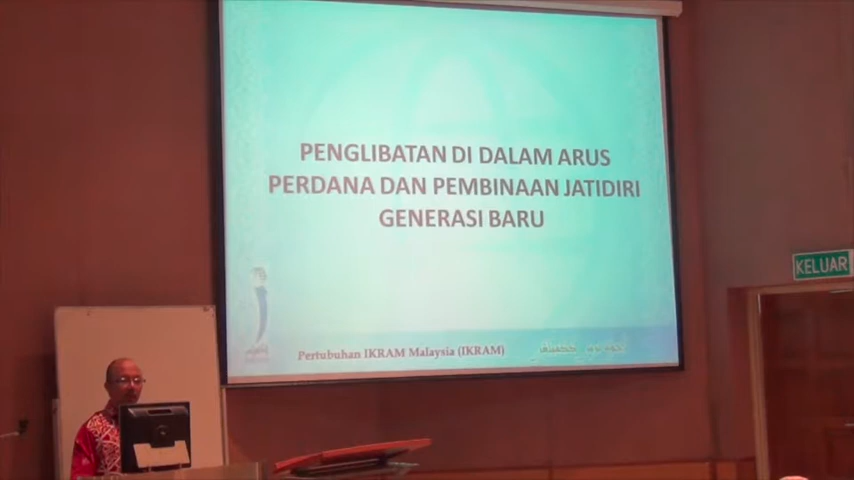 PENGLIBATAN DI DALAM ARUS
PERDANA DAN PEMBINAAN JATIDIRI
GENERASI BARU
KELUAR
Pertubuhan IKRAM Malaysia (IKRAM)